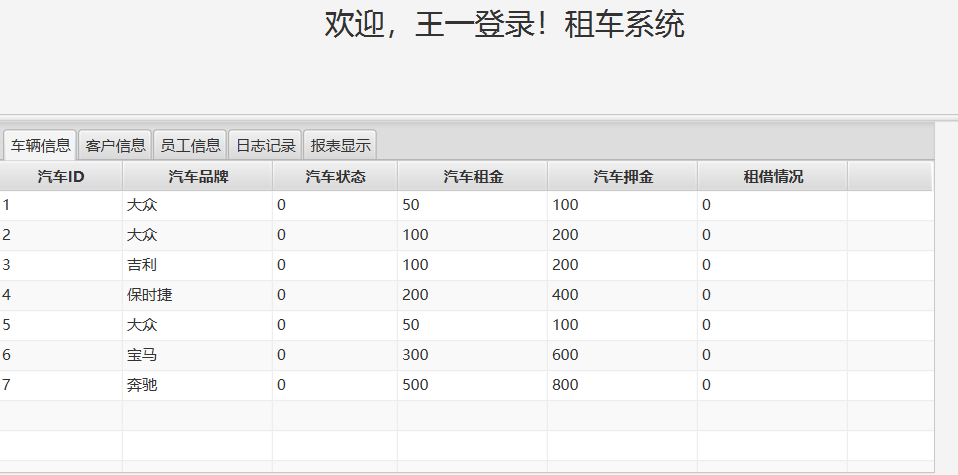 欢迎，王一登录！租车系统
车辆信息 客户信息 员工信息 日志记录 报表显示
汽车ID 汽车品牌 汽车状态 汽车租金 汽车押金 租借情况
1 大众 0 50 100 0
2 大众 0 100 200 0
3 吉利 0 100 200 0
4 保时捷 0 200 400 0
5 大众 0 50 100 0
6 宝马 0 300 600 0
7 奔驰 0 500 800 0